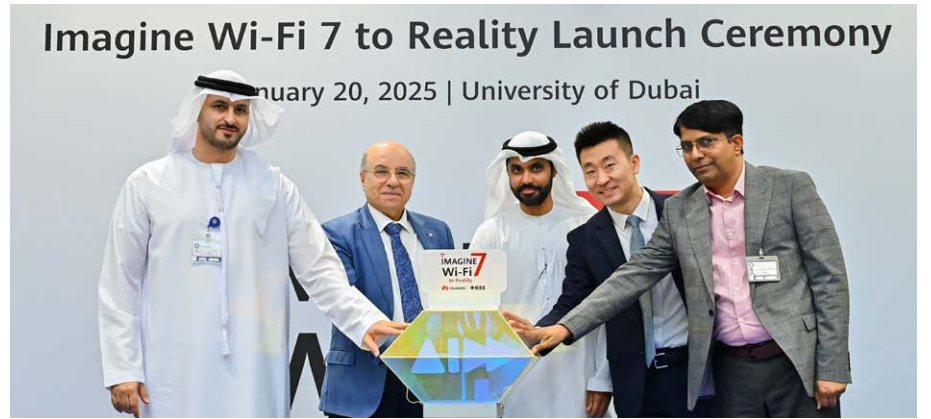 Imagine Wi-Fi 7 to Reality Launch Ceremony
nuary 20, 2025 | University of Dubai
IMAGINE 7
Wi-Fi
to Reality
HUAWEI IEEE